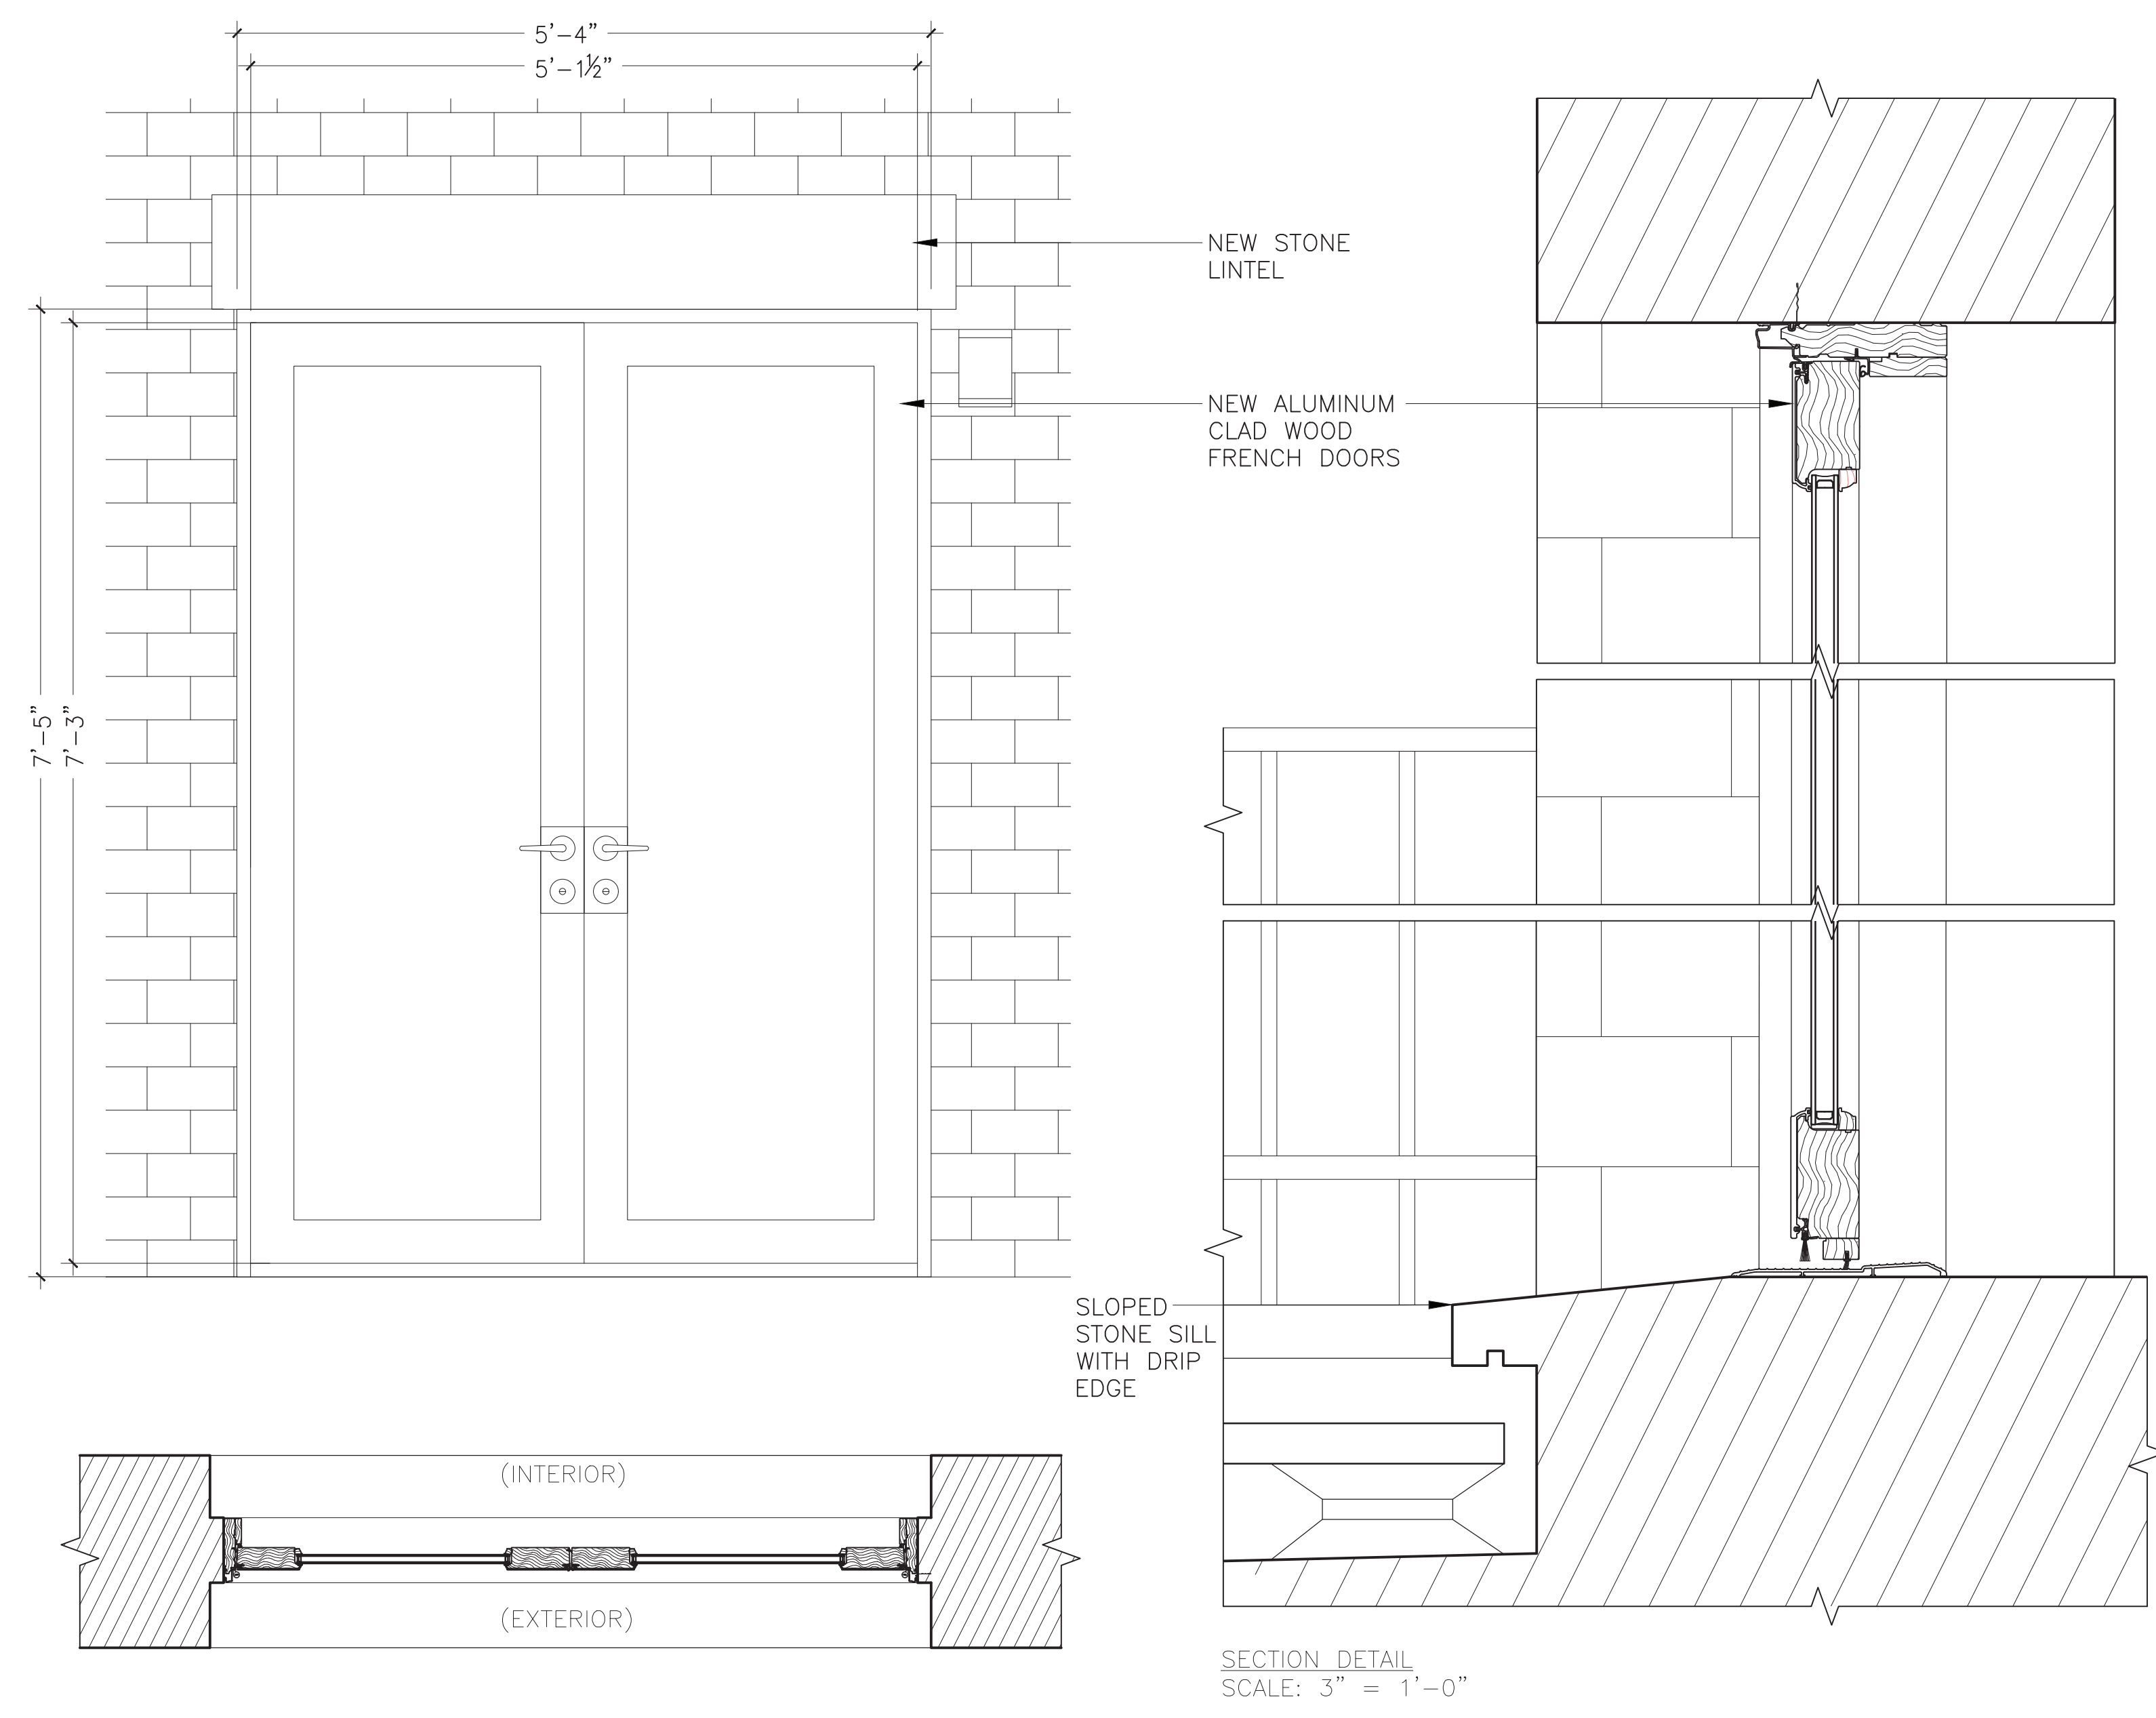 5'-4"
5'-1½"
NEW STONE
LINTEL
NEW ALUMINUM
CLAD WOOD
FRENCH DOORS
7'-5"
7'-3"
SLOPED
STONE SILL
WITH DRIP
EDGE
(INTERIOR)
(EXTERIOR)
SECTION DETAIL
SCALE: 3" = 1'-0"